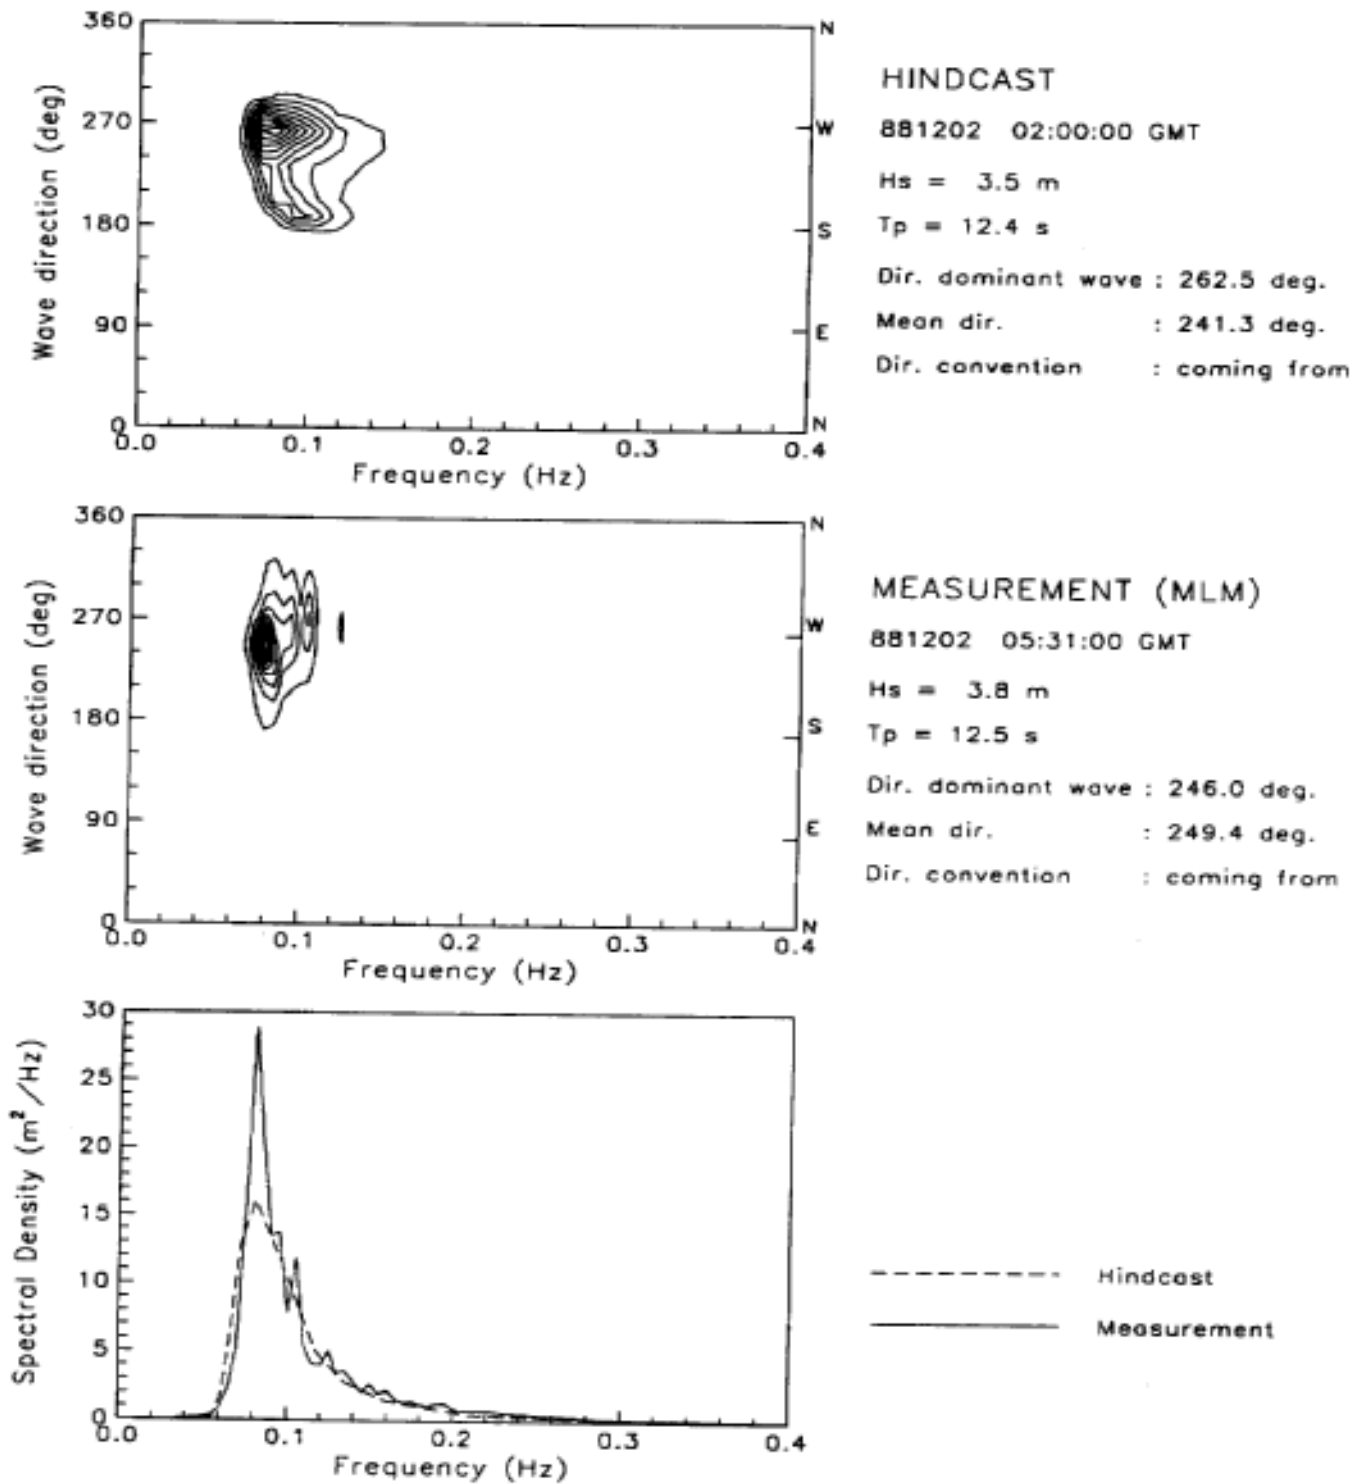 360
270
180
90
0
Wave direction (deg)
N
W
S
E
N
0.0 0.1 0.2 0.3 0.4
Frequency (Hz)
HINDCAST
881202 02:00:00 GMT
Hs = 3.5 m
Tp = 12.4 s
Dir. dominant wave : 262.5 deg.
Mean dir. : 241.3 deg.
Dir. convention : coming from
360
270
180
90
0
Wave direction (deg)
N
W
S
E
N
0.0 0.1 0.2 0.3 0.4
Frequency (Hz)
MEASUREMENT (MLM)
881202 05:31:00 GMT
Hs = 3.8 m
Tp = 12.5 s
Dir. dominant wave : 246.0 deg.
Mean dir. : 249.4 deg.
Dir. convention : coming from
30
25
20
15
10
5
0
Spectral Density (m²/Hz)
0.0 0.1 0.2 0.3 0.4
Frequency (Hz)
Hindcast
Measurement